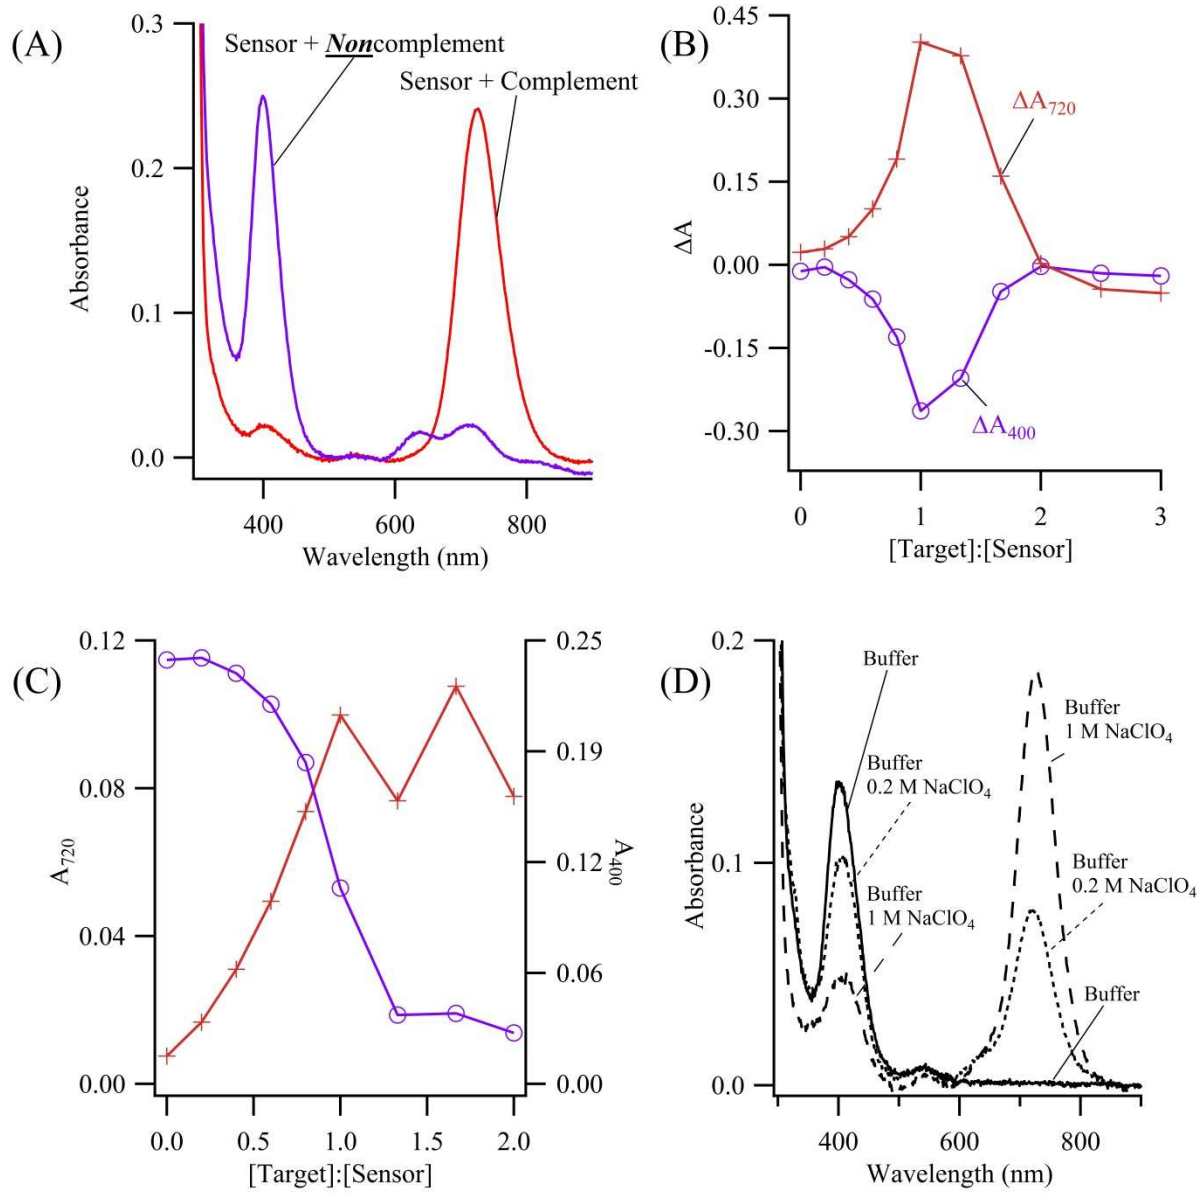 (A)
0.3
0.2
0.1
0.0
Absorbance
Sensor + Noncomplement
Sensor + Complement
400
600
800
Wavelength (nm)
(B)
0.45
0.30
0.15
0.00
-0.15
-0.30
ΔA
ΔA720
ΔA400
0
1
2
3
[Target]:[Sensor]
(C)
0.12
0.08
0.04
0.00
A720
0.25
0.19
0.12
0.06
0.00
A400
0.0
0.5
1.0
1.5
2.0
[Target]:[Sensor]
(D)
0.2
0.1
0.0
Absorbance
Buffer
Buffer
0.2 M NaClO4
Buffer
1 M NaClO4
Buffer
1 M NaClO4
Buffer
0.2 M NaClO4
Buffer
400
600
800
Wavelength (nm)